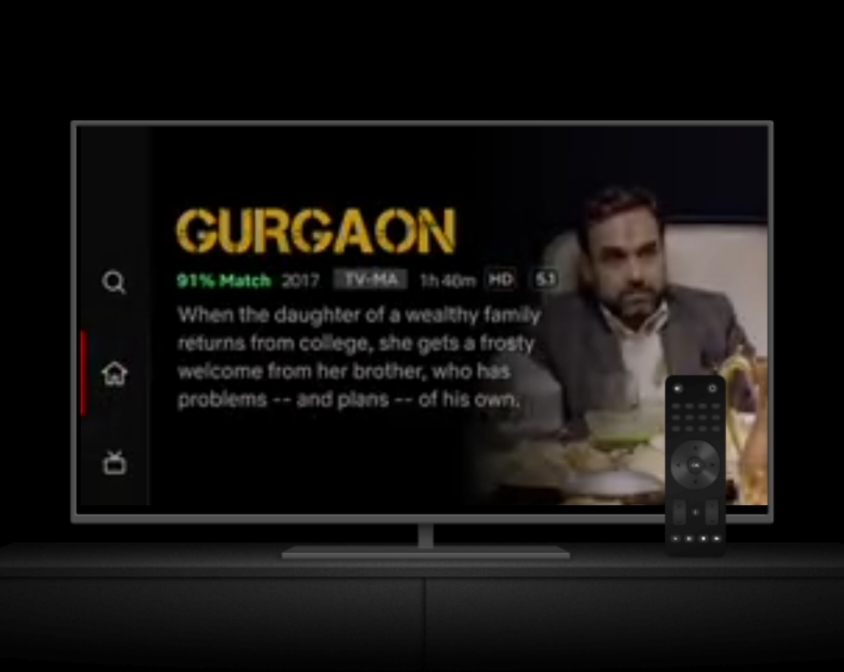 GURGAON
91% Match 2017 TV-MA 1h 46m HD 5.1
When the daughter of a wealthy family
returns from college, she gets a frosty
welcome from her brother, who has
problems -- and plans -- of his own.